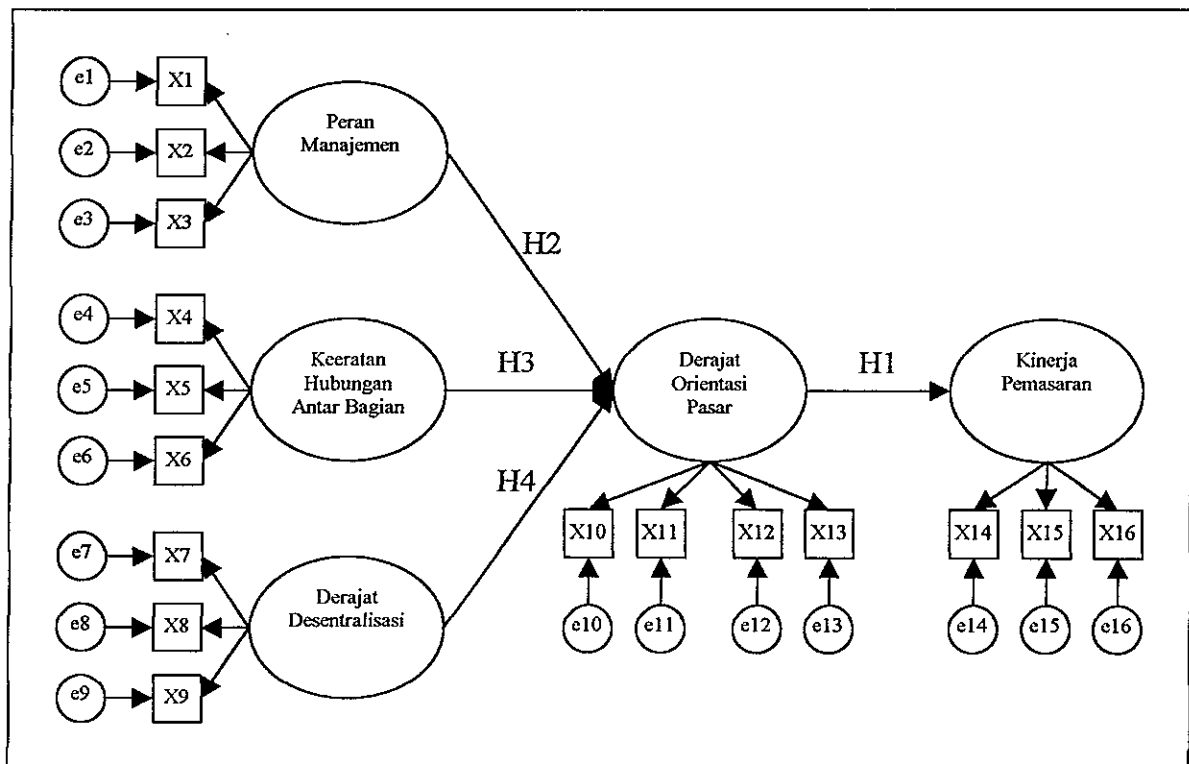 e1 X1
e2 X2
e3 X3
Peran
Manajemen
H2
e4 X4
e5 X5
e6 X6
Keeratan
Hubungan
Antar Bagian
H3
Derajat
Orientasi
Pasar
H1
Kinerja
Pemasaran
H4
e7 X7
e8 X8
e9 X9
Derajat
Desentralisasi
X10 X11 X12 X13
e10 e11 e12 e13
X14 X15 X16
e14 e15 e16